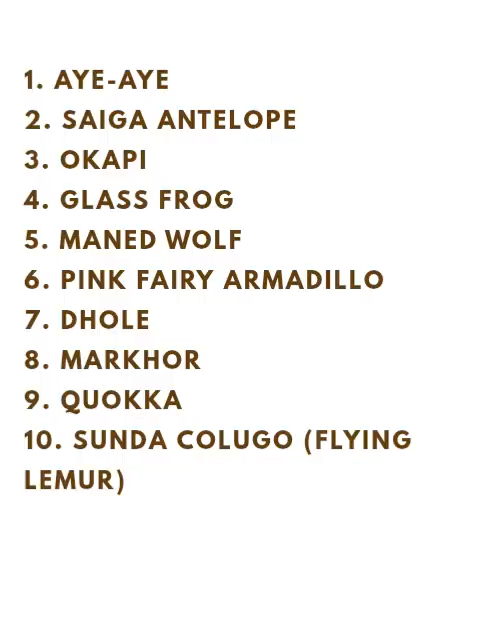 1. AYE-AYE
2. SAIGA ANTELOPE
3. OKAPI
4. GLASS FROG
5. MANED WOLF
6. PINK FAIRY ARMADILLO
7. DHOLE
8. MARKHOR
9. QUOKKA
10. SUNDA COLUGO (FLYING
LEMUR)